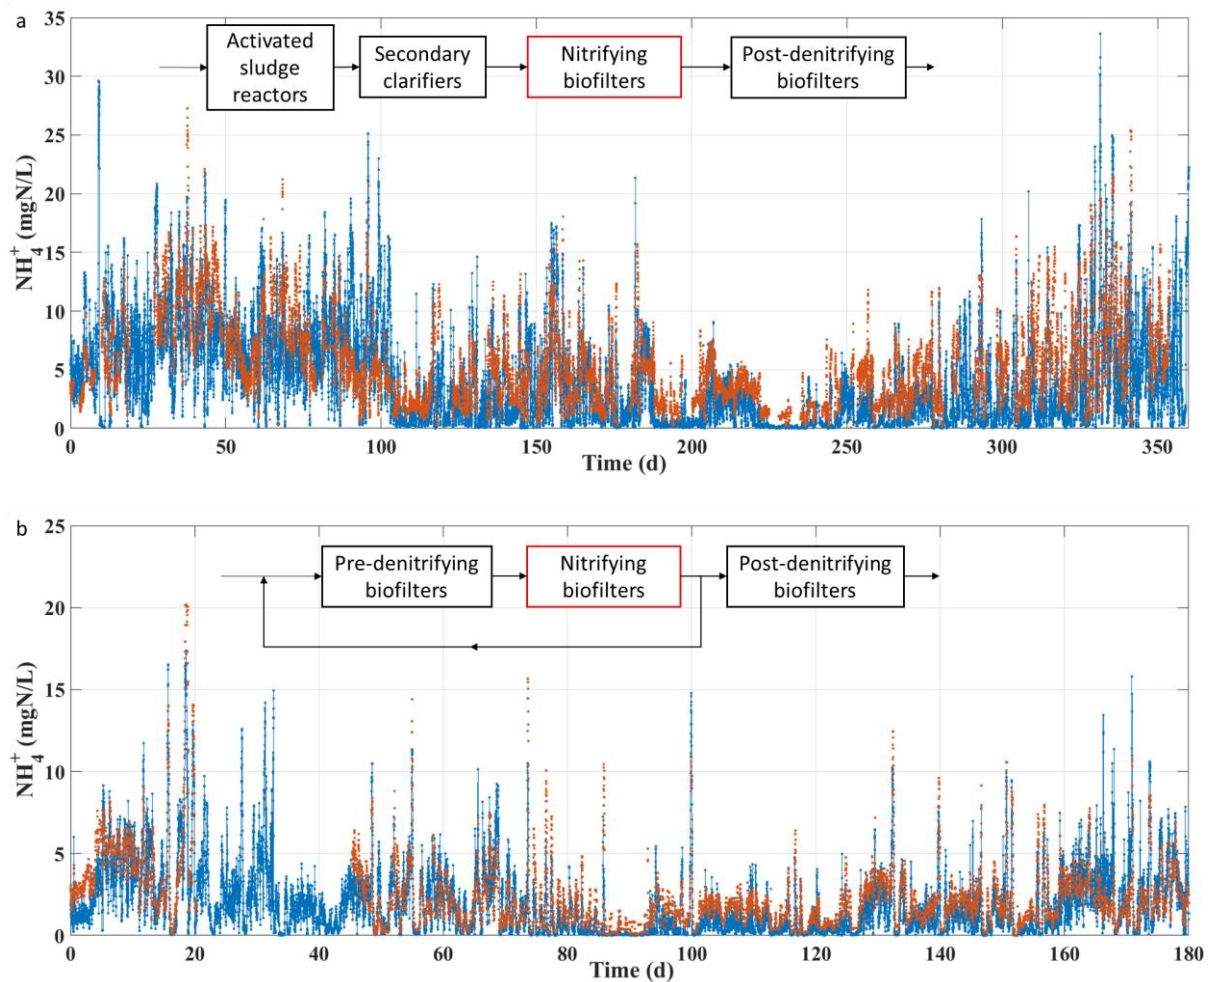 a
35
30
25
20
15
10
5
0
NH4+ (mgN/L)
Activated
sludge
reactors
Secondary
clarifiers
Nitrifying
biofilters
Post-denitrifying
biofilters
0 50 100 150 200 250 300 350
Time (d)
b
25
20
15
10
5
0
NH4+ (mgN/L)
Pre-denitrifying
biofilters
Nitrifying
biofilters
Post-denitrifying
biofilters
0 20 40 60 80 100 120 140 160 180
Time (d)